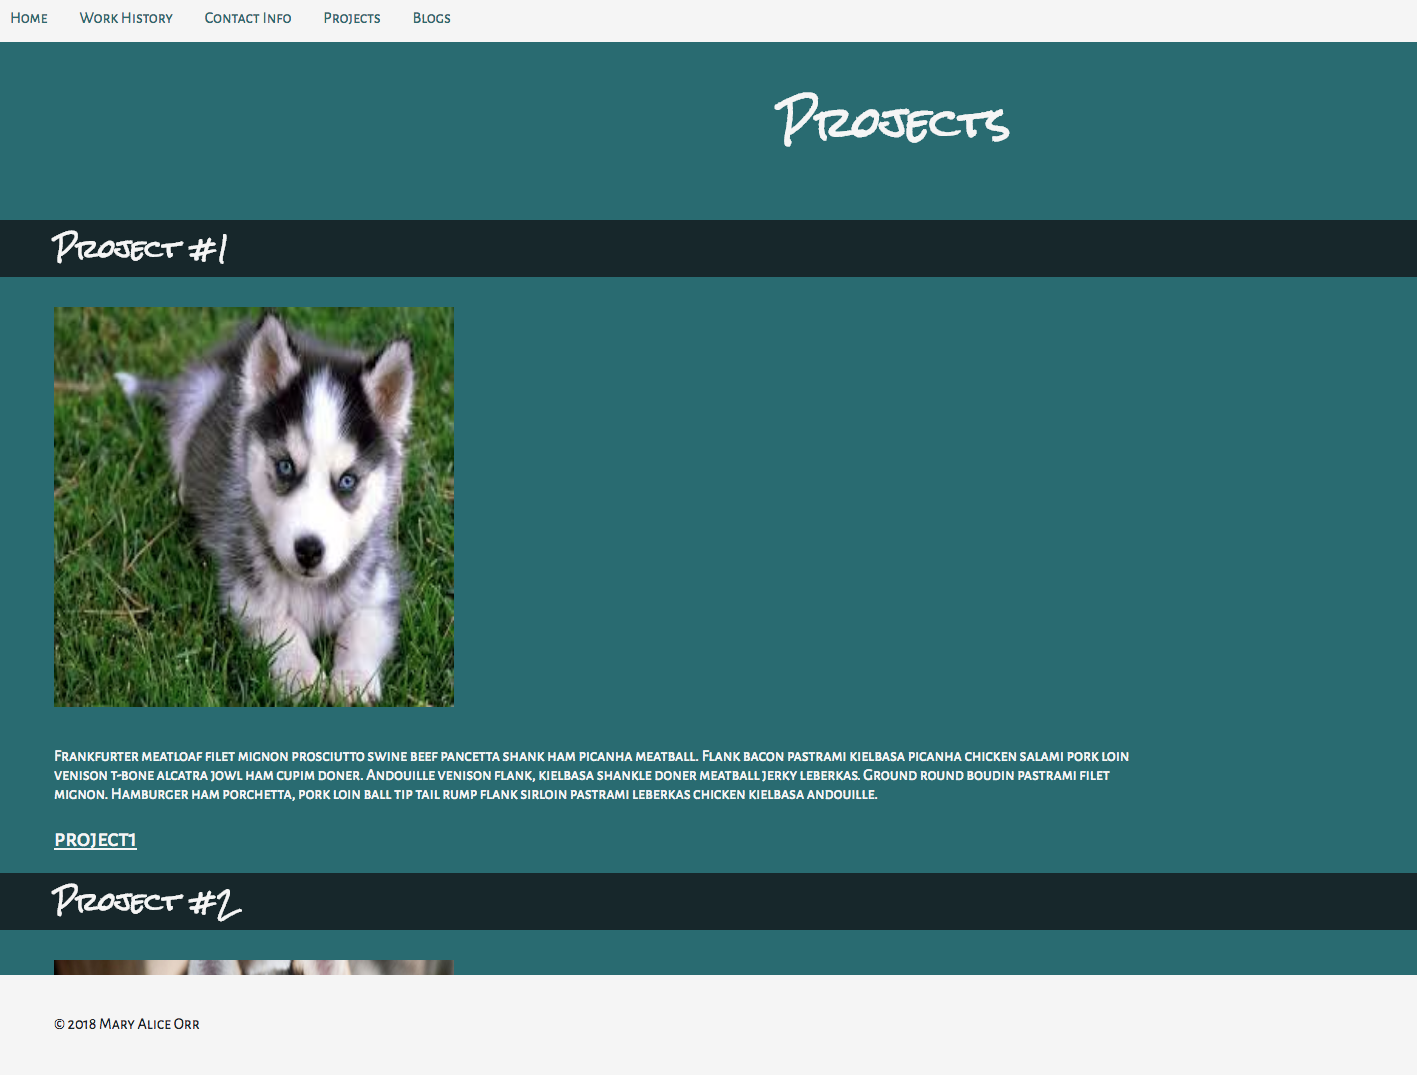 Home Work History Contact Info Projects Blogs
Projects
Project #1
Frankfurter meatloaf filet mignon prosciutto swine beef pancetta shank ham picanha meatball. Flank bacon pastrami kielbasa picanha chicken salami pork loin
venison t-bone alcatra jowl ham cupim doner. Andouille venison flank, kielbasa shankle doner meatball jerky leberkas. Ground round boudin pastrami filet
mignon. Hamburger ham porchetta, pork loin ball tip tail rump flank sirloin pastrami leberkas chicken kielbasa andouille.
project1
Project #2
© 2018 Mary Alice Orr